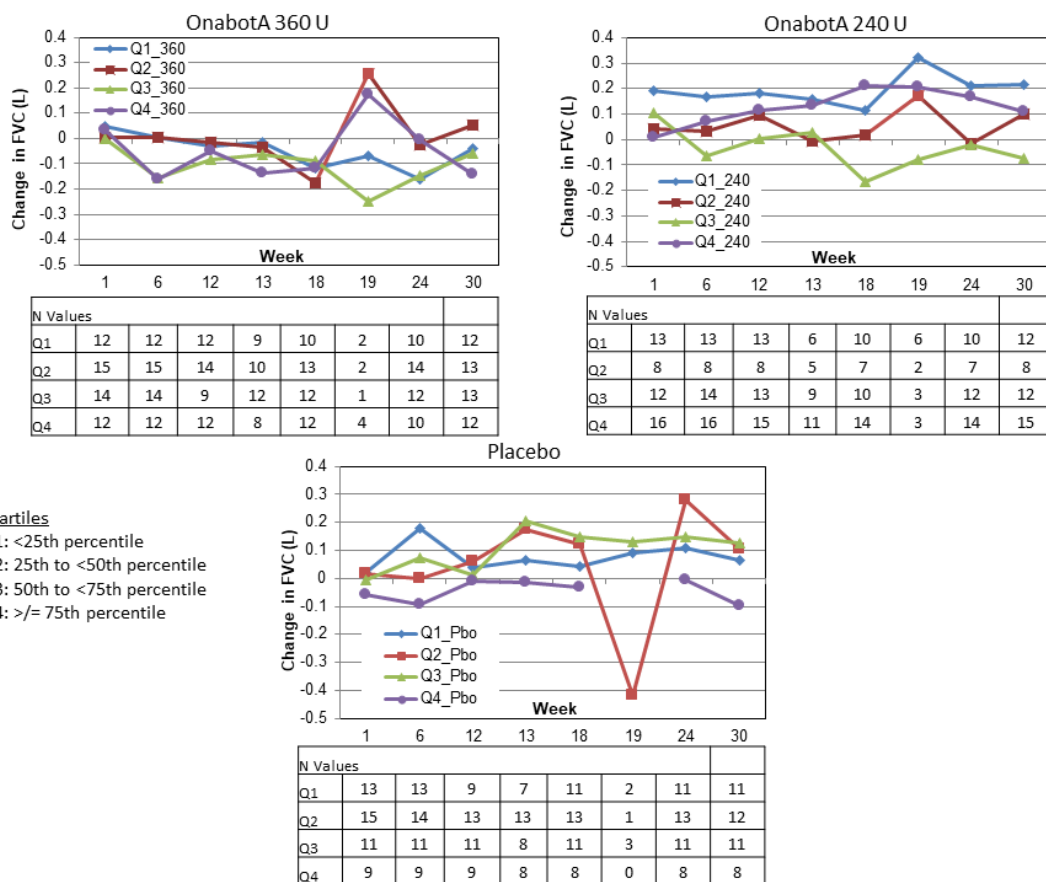 OnabotA 360 U
0.4
0.3
0.2
0.1
0
-0.1
-0.2
-0.3
-0.4
-0.5
Change in FVC (L)
Q1_360
Q2_360
Q3_360
Q4_360
Week
1 6 12 13 18 19 24 30
N Values
Q1 12 12 12 9 10 2 10 12
Q2 15 15 14 10 13 2 14 13
Q3 14 14 9 12 12 1 12 13
Q4 12 12 12 8 12 4 10 12
OnabotA 240 U
0.4
0.3
0.2
0.1
0
-0.1
-0.2
-0.3
-0.4
-0.5
Change in FVC (L)
Q1_240
Q2_240
Q3_240
Q4_240
Week
1 6 12 13 18 19 24 30
N Values
Q1 13 13 13 6 10 6 10 12
Q2 8 8 8 5 7 2 7 8
Q3 12 14 13 9 10 3 12 12
Q4 16 16 15 11 14 3 14 15
artiles
1: <25th percentile
2: 25th to <50th percentile
3: 50th to <75th percentile
4: >/= 75th percentile
Placebo
0.4
0.3
0.2
0.1
0
-0.1
-0.2
-0.3
-0.4
-0.5
Change in FVC (L)
Q1_Pbo
Q2_Pbo
Q3_Pbo
Q4_Pbo
Week
1 6 12 13 18 19 24 30
N Values
Q1 13 13 9 7 11 2 11 11
Q2 15 14 13 13 13 1 13 12
Q3 11 11 11 8 11 3 11 11
Q4 9 9 9 8 8 0 8 8